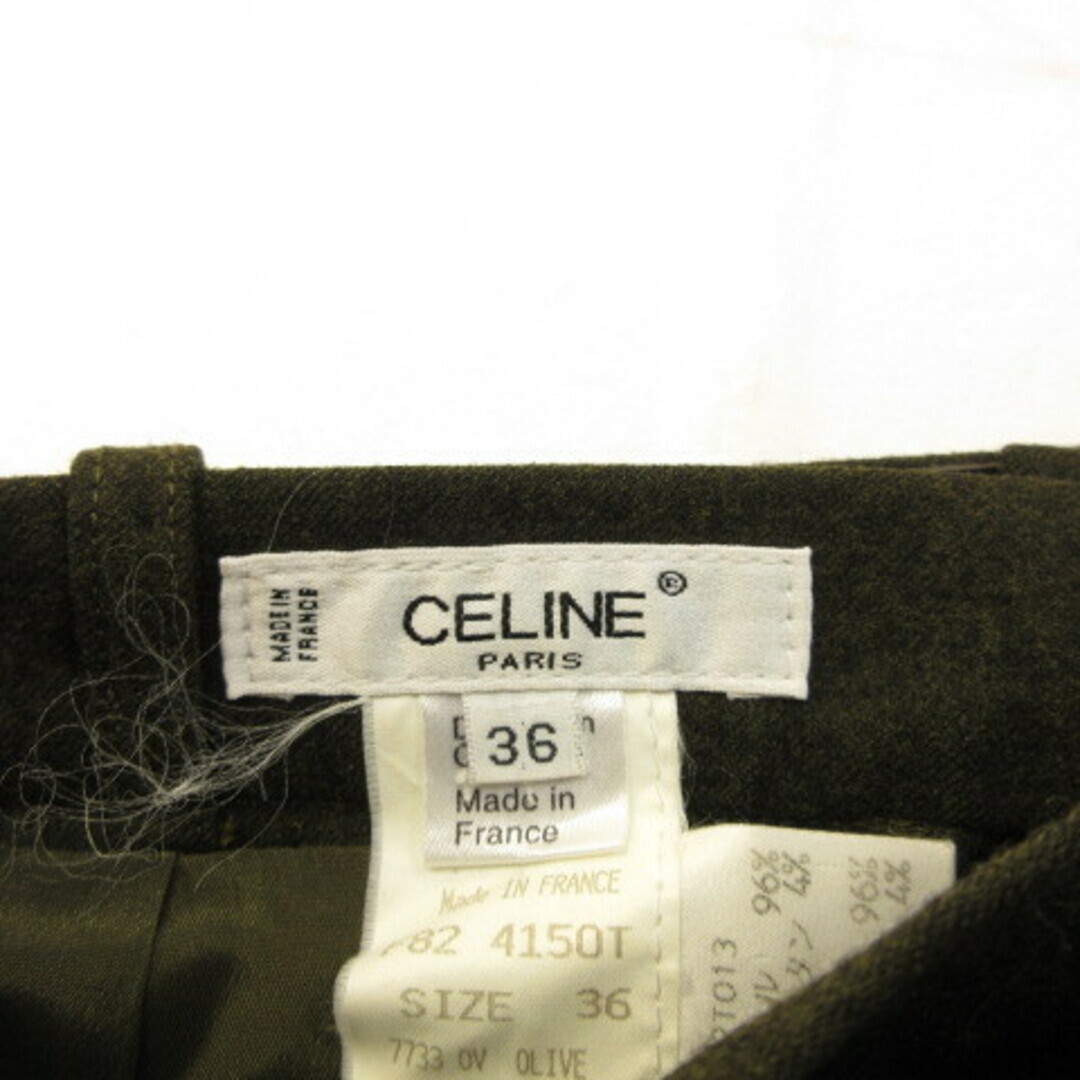 MADE IN
FRANCE
CELINE®
PARIS
36
Made in
France
Made IN FRANCE
82 4150T
SIZE 36
7733 OV OLIVE
96%
4%
96%
4%